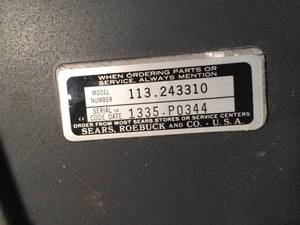 WHEN ORDERING PARTS OR
SERVICE, ALWAYS MENTION
MODEL NUMBER 113.243310
SERIAL or CODE DATE 1335.P0344
ORDER FROM MOST SEARS STORES OR SERVICE CENTERS
SEARS, ROEBUCK AND CO. - U.S.A.